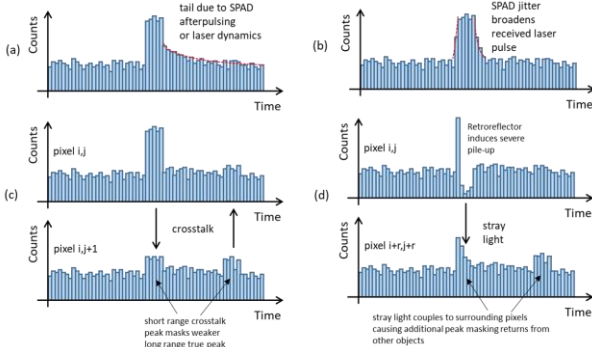 (a)
Counts
tail due to SPAD
afterpulsing
or laser dynamics
Time
(b)
Counts
SPAD jitter
broadens
received laser
pulse
Time
(c)
Counts
pixel i,j
Time
crosstalk
Counts
pixel i,j+1
Time
short range crosstalk
peak masks weaker
long range true peak
(d)
Counts
pixel i,j
Retroreflector
induces severe
pile-up
Time
stray
light
Counts
pixel i+r,j+r
Time
stray light couples to surrounding pixels
causing additional peak masking returns from
other objects